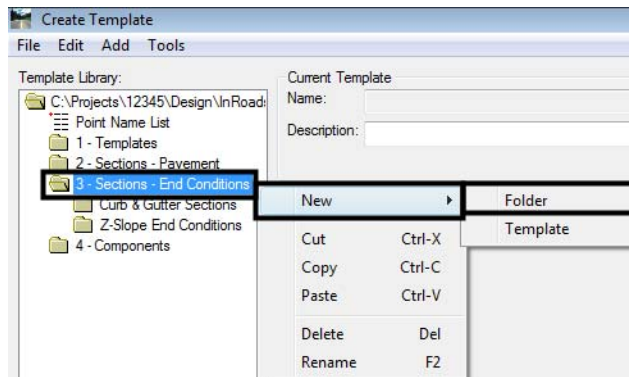 Create Template
File Edit Add Tools
Template Library:
C:\Projects\12345\Design\InRoads
Point Name List
1 - Templates
2 - Sections - Pavement
3 - Sections - End Conditions
Curb & Gutter Sections
Z-Slope End Conditions
4 - Components
Current Template
Name:
Description:
New
Cut Ctrl-X
Copy Ctrl-C
Paste Ctrl-V
Delete Del
Rename F2
Folder
Template